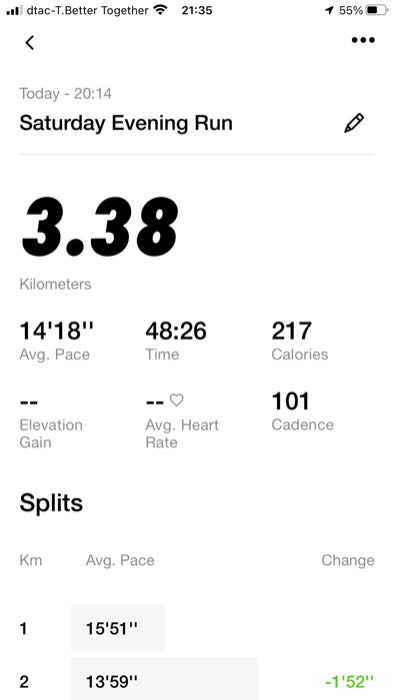 dtac-T.Better Together 21:35 55%
Today - 20:14
Saturday Evening Run
3.38
Kilometers
14'18" 48:26 217
Avg. Pace Time Calories
-- -- 101
Elevation Avg. Heart Cadence
Gain Rate
Splits
Km Avg. Pace Change
1 15'51"
2 13'59" -1'52"